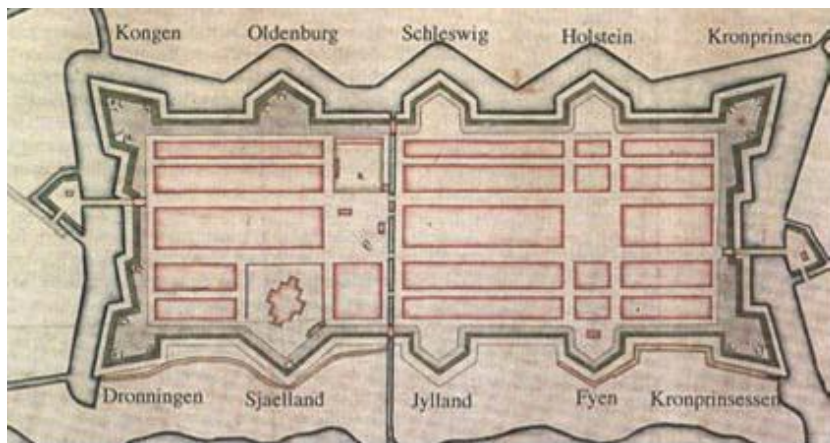 Kongen Oldenburg Schleswig Holstein Kronprinsen
Dronningen Sjaelland Jylland Fyen Kronprinsessen